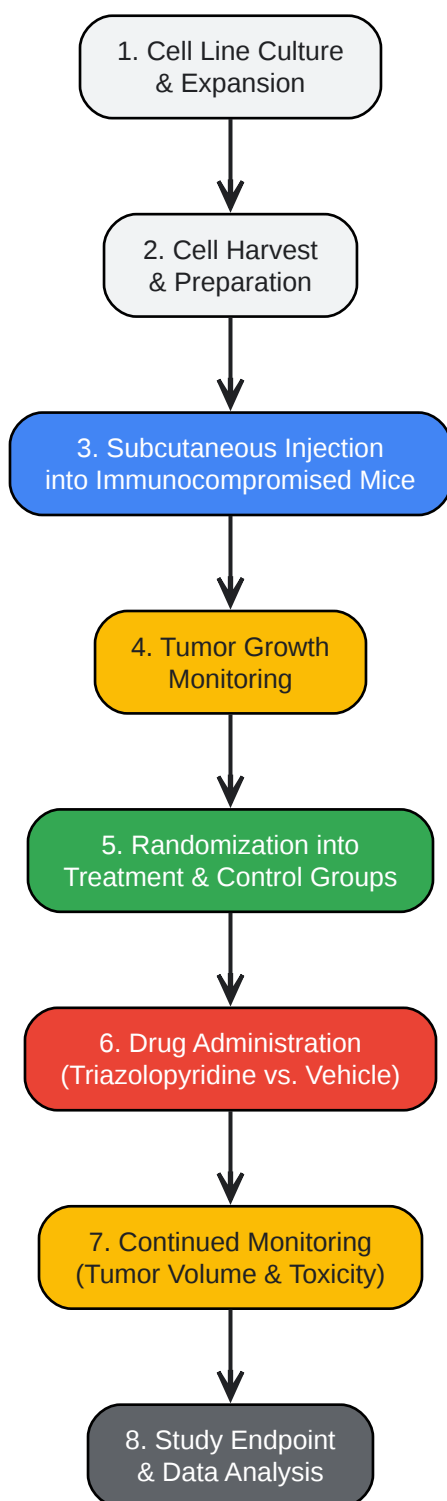 1. Cell Line Culture
& Expansion
2. Cell Harvest
& Preparation
3. Subcutaneous Injection
into Immunocompromised Mice
4. Tumor Growth
Monitoring
5. Randomization into
Treatment & Control Groups
6. Drug Administration
(Triazolopyridine vs. Vehicle)
7. Continued Monitoring
(Tumor Volume & Toxicity)
8. Study Endpoint
& Data Analysis